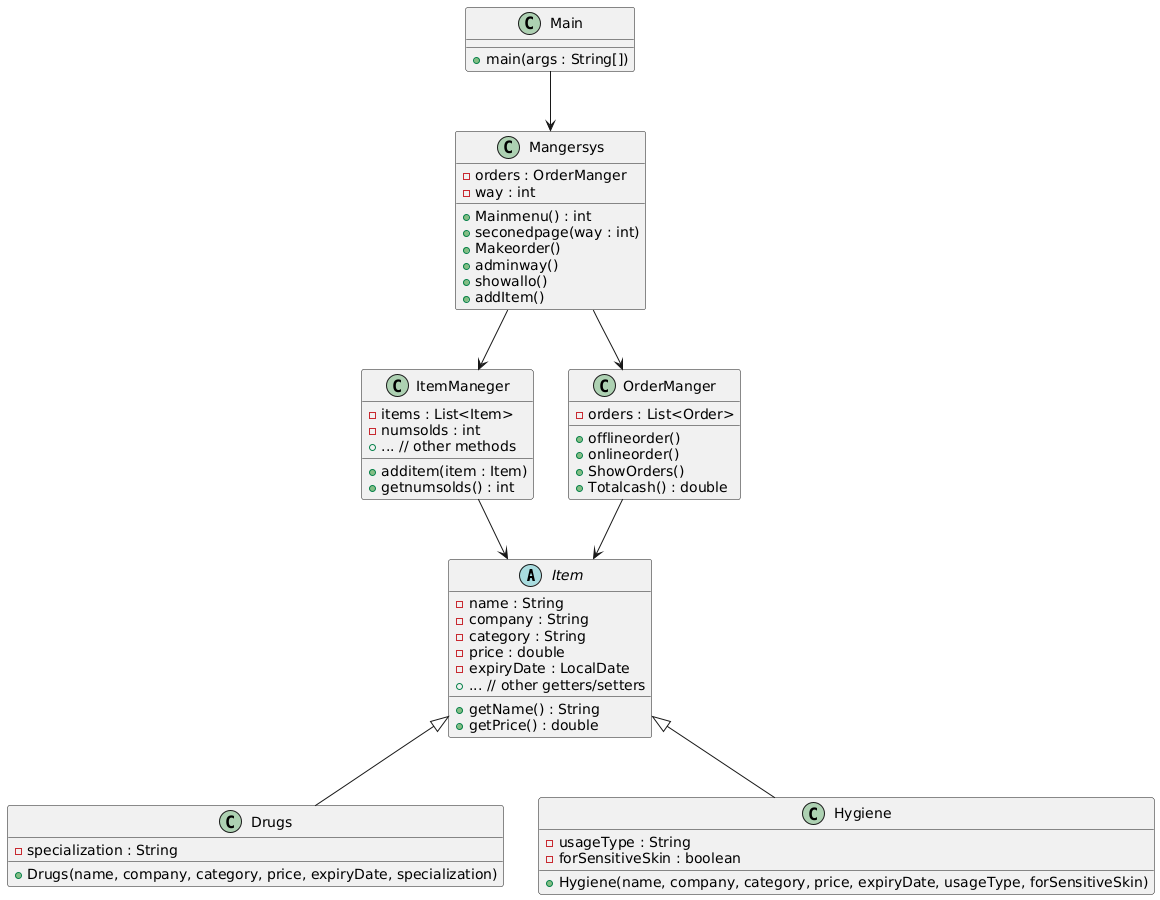 C Main
main(args : String[])
C Mangersys
orders : OrderManger
way : int
Mainmenu() : int
seconedpage(way : int)
Makeorder()
adminway()
showallo()
addItem()
C ItemManeger
items : List<Item>
numsolds : int
... // other methods
additem(item : Item)
getnumsolds() : int
C OrderManger
orders : List<Order>
offlineorder()
onlineorder()
ShowOrders()
Totalcash() : double
A Item
name : String
company : String
category : String
price : double
expiryDate : LocalDate
... // other getters/setters
getName() : String
getPrice() : double
C Drugs
specialization : String
Drugs(name, company, category, price, expiryDate, specialization)
C Hygiene
usageType : String
forSensitiveSkin : boolean
Hygiene(name, company, category, price, expiryDate, usageType, forSensitiveSkin)